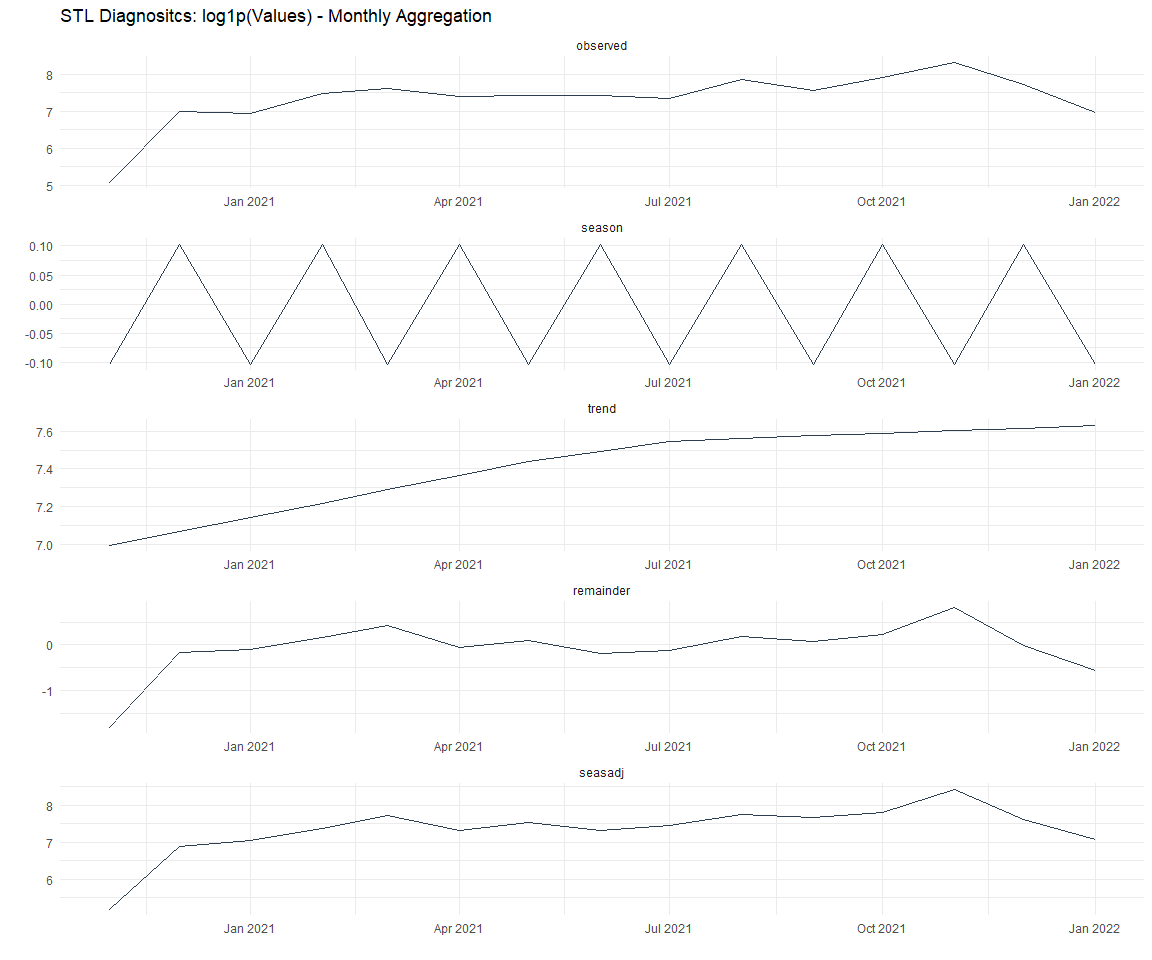 STL Diagnositcs: log1p(Values) - Monthly Aggregation
observed
8
7
6
5
Jan 2021 Apr 2021 Jul 2021 Oct 2021 Jan 2022
season
0.10
0.05
0.00
-0.05
-0.10
Jan 2021 Apr 2021 Jul 2021 Oct 2021 Jan 2022
trend
7.6
7.4
7.2
7.0
Jan 2021 Apr 2021 Jul 2021 Oct 2021 Jan 2022
remainder
0
-1
Jan 2021 Apr 2021 Jul 2021 Oct 2021 Jan 2022
seasadj
8
7
6
Jan 2021 Apr 2021 Jul 2021 Oct 2021 Jan 2022